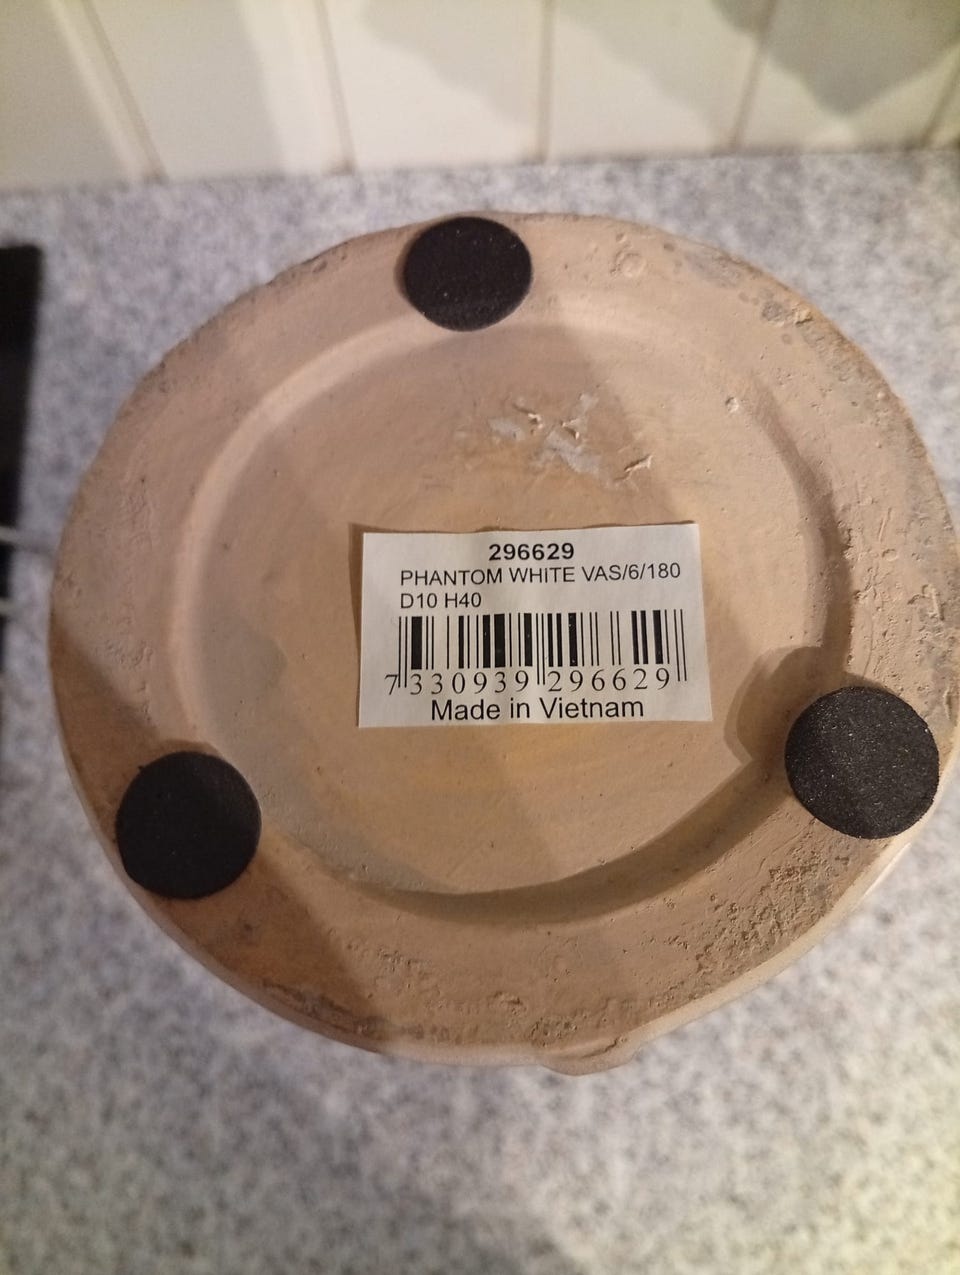 296629
PHANTOM WHITE VAS/6/180
D10 H40
7 330939 296629
Made in Vietnam